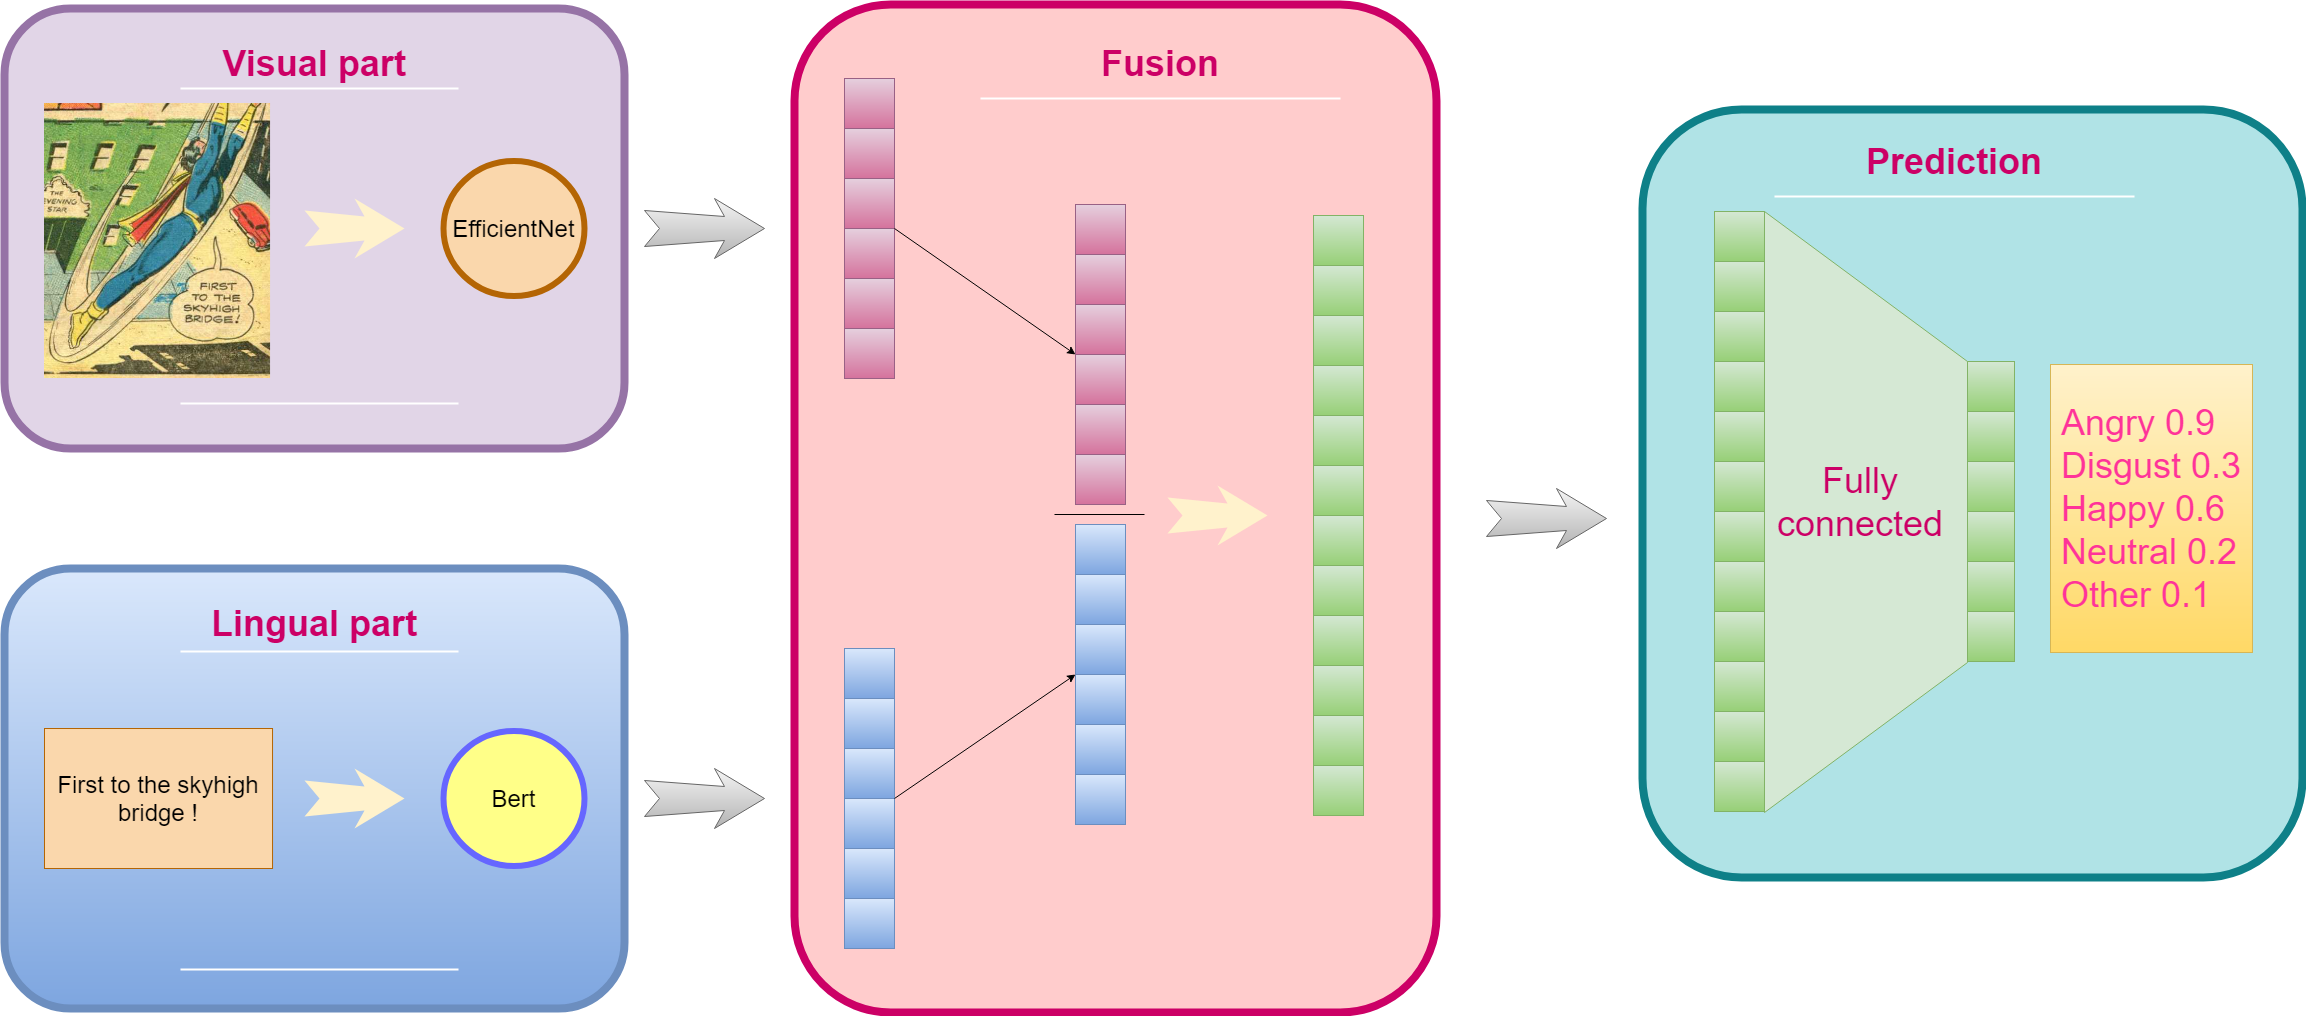 Visual part
THE
EVENING
STAR
FIRST
TO THE
SKYHIGH
BRIDGE!
EfficientNet
Lingual part
First to the skyhigh
bridge !
Bert
Fusion
Prediction
Fully
connected
Angry 0.9
Disgust 0.3
Happy 0.6
Neutral 0.2
Other 0.1